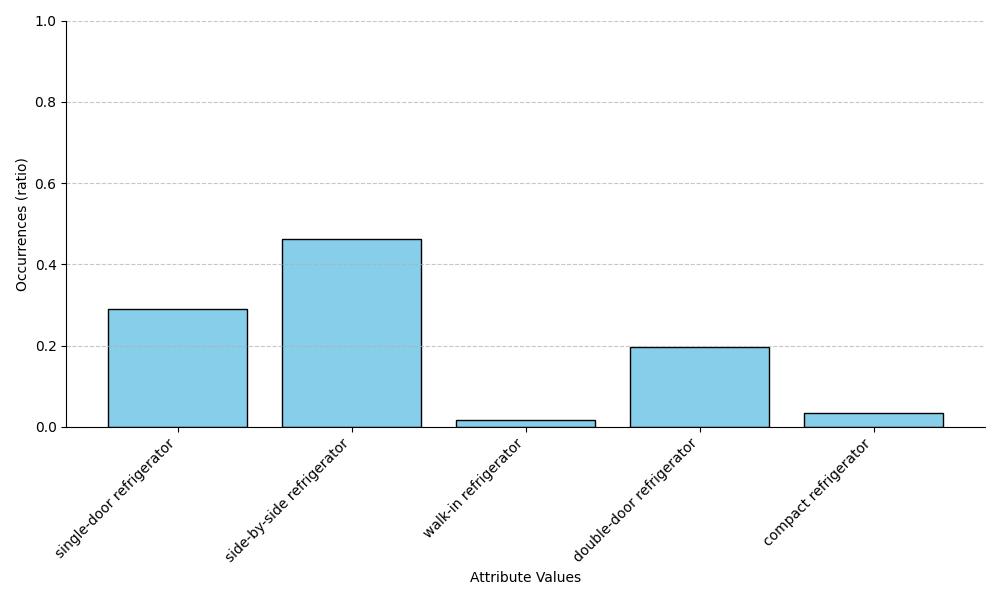 1.0
0.8
0.6
0.4
0.2
0.0
Occurrences (ratio)
single-door refrigerator
side-by-side refrigerator
walk-in refrigerator
double-door refrigerator
compact refrigerator
Attribute Values